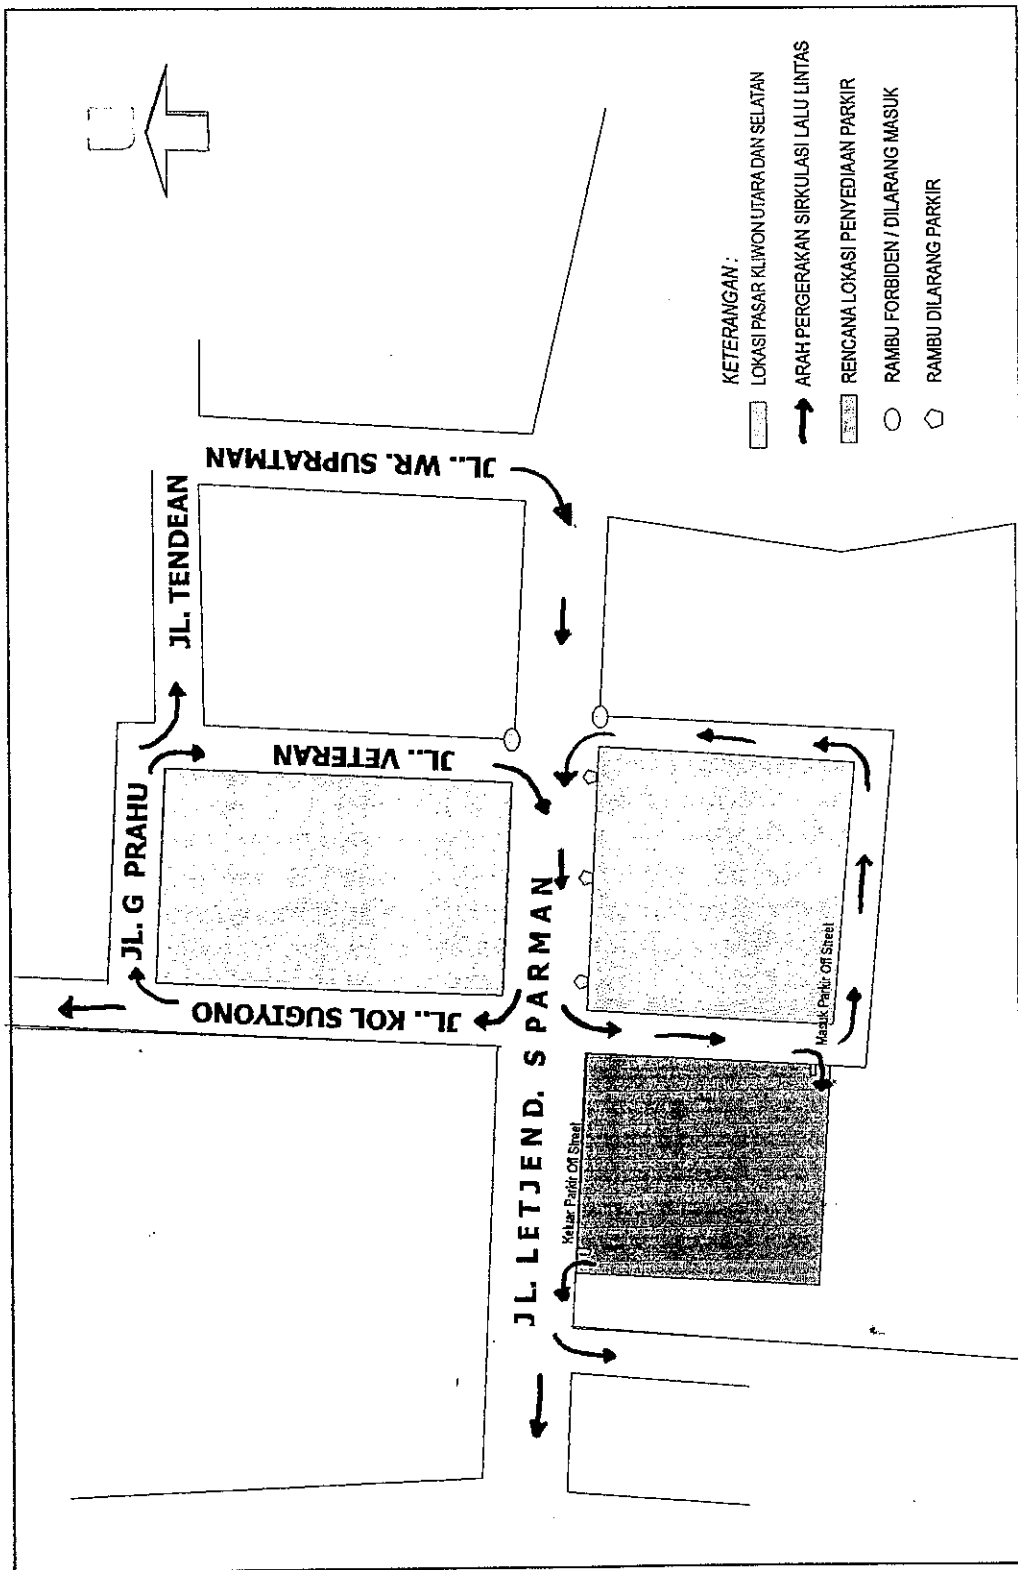 U
JL. TENDEAN
JL.. WR. SUPRATMAN
JL. G PRAHU
JL.. VETERAN
JL.. KOL SUGIYONO
JL. LETJEND. S PARMAN
Keluar Parkir Off Street
Masuk Parkir Off Street
KETERANGAN :
LOKASI PASAR KLIWON UTARA DAN SELATAN
ARAH PERGERAKAN SIRKULASI LALU LINTAS
RENCANA LOKASI PENYEDIAAN PARKIR
RAMBU FORBIDEN / DILARANG MASUK
RAMBU DILARANG PARKIR